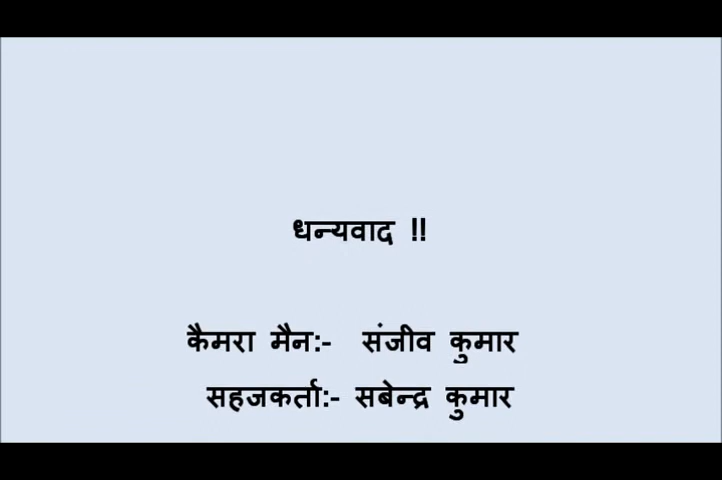 धन्यवाद !!
कैमरा मैन:- संजीव कुमार
सहजकर्ता:- सबेन्द्र कुमार